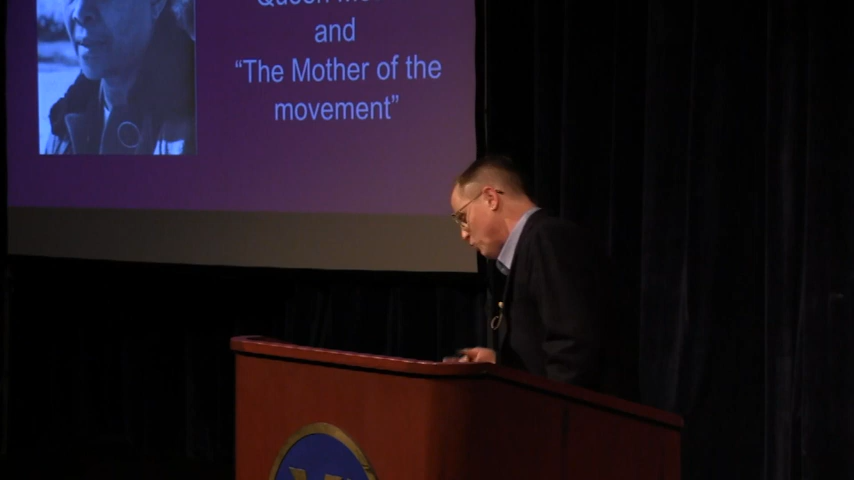 and
“The Mother of the
movement”